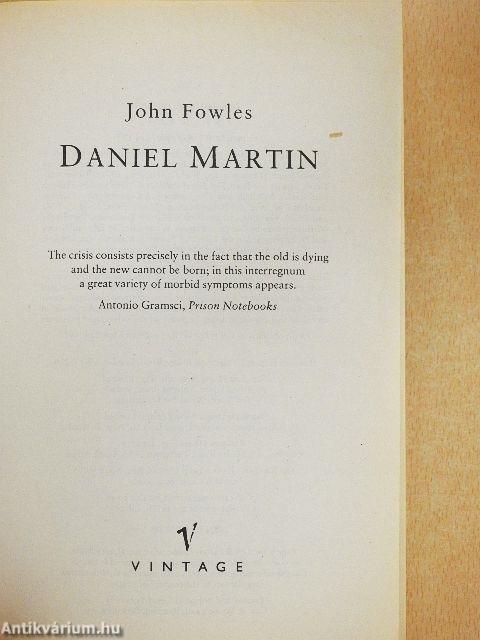 John Fowles
DANIEL MARTIN
The crisis consists precisely in the fact that the old is dying
and the new cannot be born; in this interregnum
a great variety of morbid symptoms appears.
Antonio Gramsci, Prison Notebooks
V
VINTAGE
Antikvárium.hu